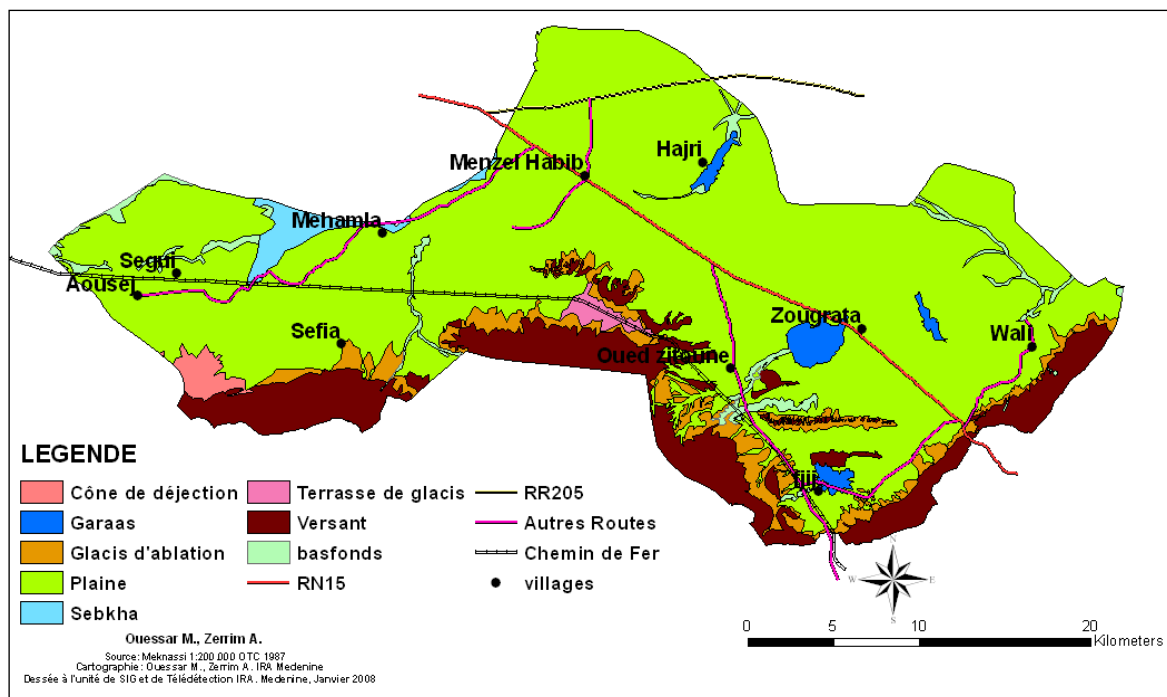 Hajri
Menzel Habib
Mehamla
Segui
Aousej
Sefia
Zougrata
Wali
Oued zitoune
LEGENDE
Cône de déjection
Garaas
Glacis d'ablation
Plaine
Sebkha
Terrasse de glacis
Versant
basfonds
RN15
RR205
Autres Routes
Chemin de Fer
villages
N
W
E
S
0 5 10 20
Kilometers
Ouessar M., Zerrim A.
Source: Meknassi 1:200.000 OTC 1987
Cartographie : Ouessar M., Zerrim A. IRA Medenine
Dessée à l'unité de SIG et de Télédétection IRA. Medenine, Janvier 2008